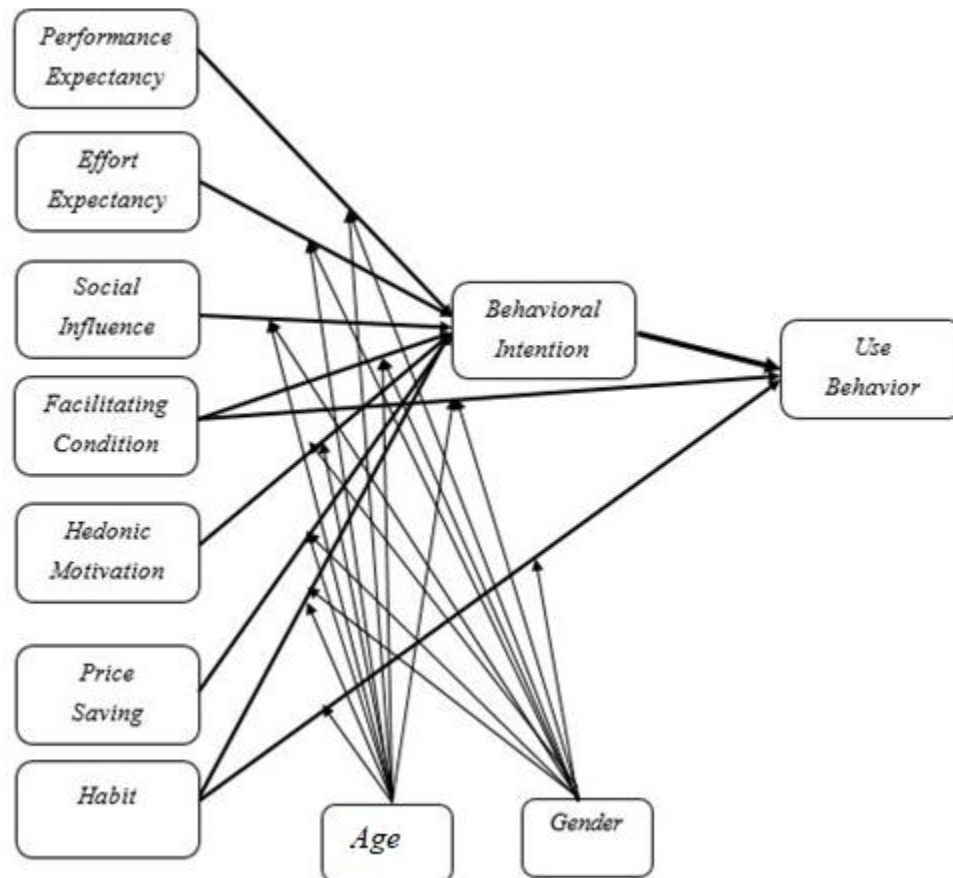 Performance
Expectancy
Effort
Expectancy
Social
Influence
Facilitating
Condition
Hedonic
Motivation
Price
Saving
Habit
Behavioral
Intention
Use
Behavior
Age
Gender